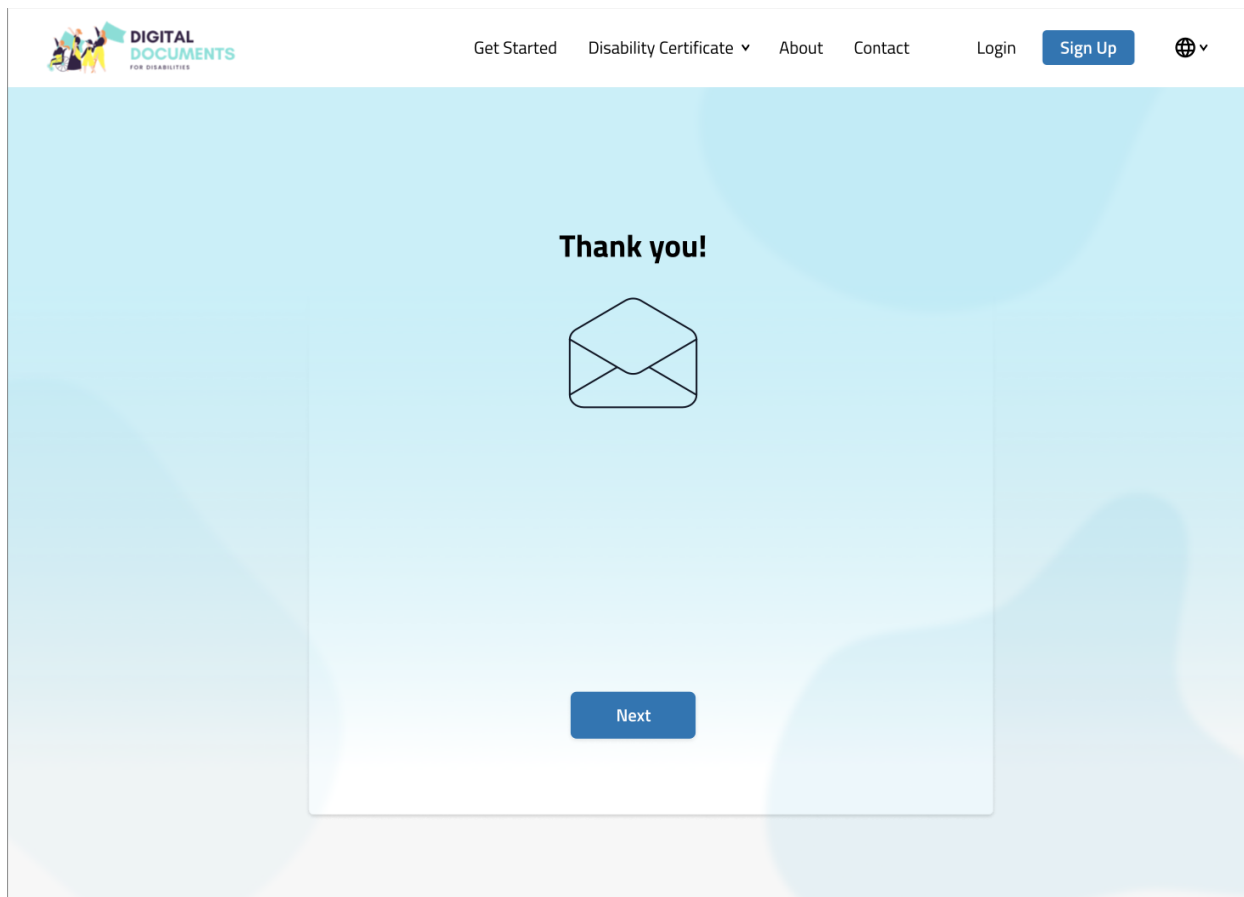 DIGITAL
DOCUMENTS
FOR DISABILITIES
Get Started Disability Certificate About Contact Login Sign Up
Thank you!
Next